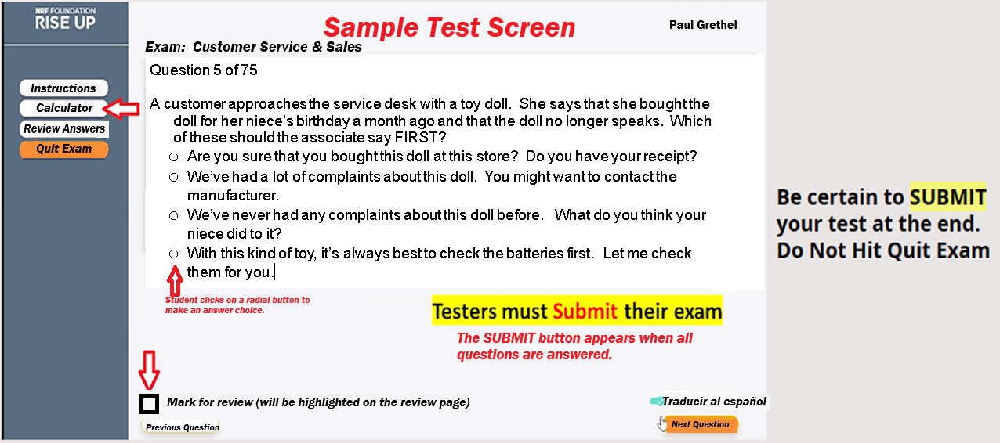 NRF FOUNDATION
RISE UP
Sample Test Screen
Paul Grethel
Exam: Customer Service & Sales
Question 5 of 75
Instructions
Calculator
Review Answers
Quit Exam
A customer approaches the service desk with a toy doll. She says that she bought the
doll for her niece's birthday a month ago and that the doll no longer speaks. Which
of these should the associate say FIRST?
Are you sure that you bought this doll at this store? Do you have your receipt?
We've had a lot of complaints about this doll. You might want to contact the
manufacturer.
We've never had any complaints about this doll before. What do you think your
niece did to it?
With this kind of toy, it's always best to check the batteries first. Let me check
them for you.
Student clicks on a radial button to
make an answer choice.
Testers must Submit their exam
The SUBMIT button appears when all
questions are answered.
Be certain to SUBMIT
your test at the end.
Do Not Hit Quit Exam
Mark for review (will be highlighted on the review page)
Traducir al español
Previous Question
Next Question